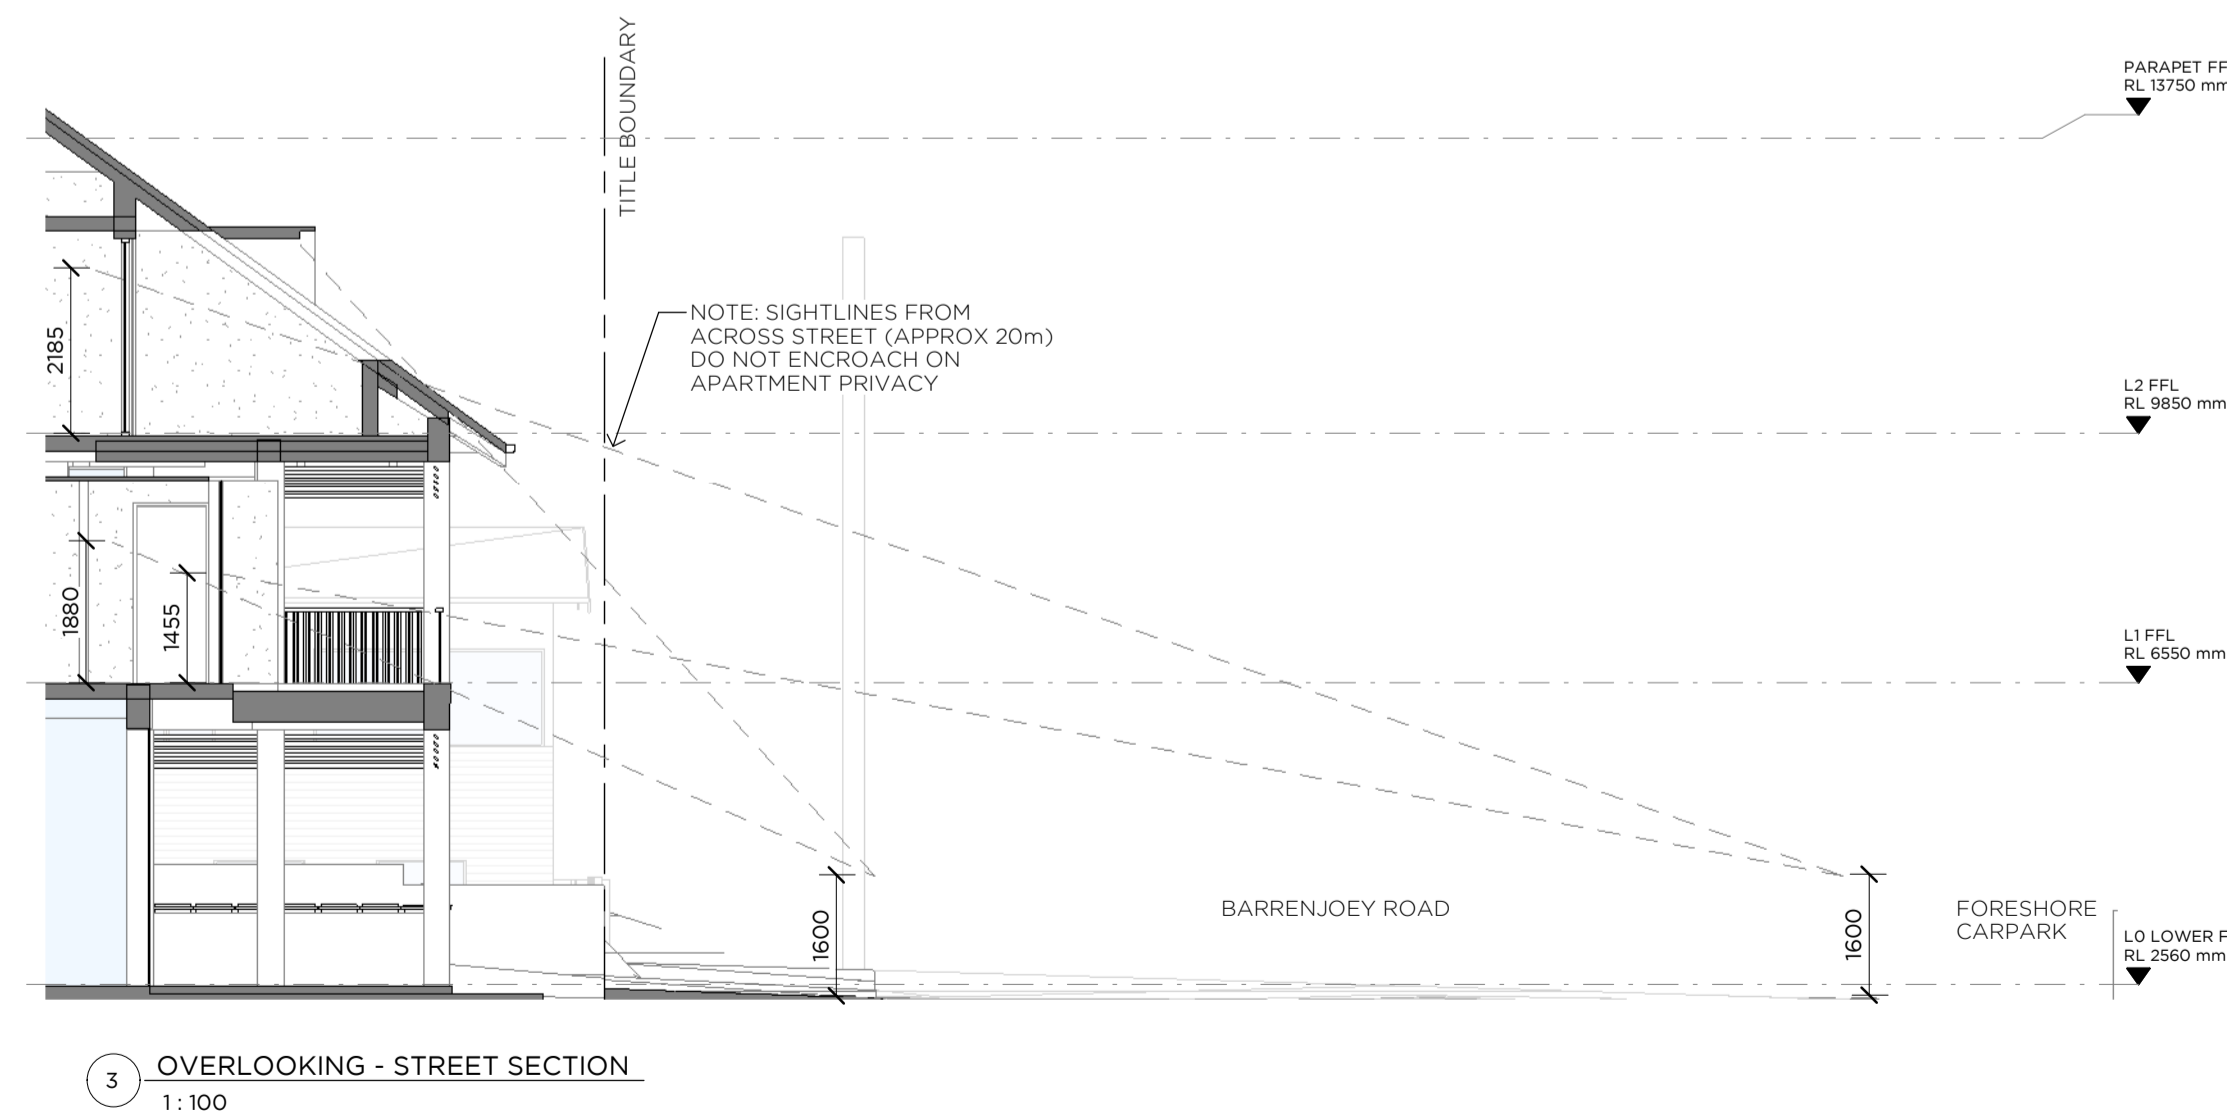 TITLE BOUNDARY
PARAPET FF
RL 13750 mm
NOTE: SIGHTLINES FROM
ACROSS STREET (APPROX 20m)
DO NOT ENCROACH ON
APARTMENT PRIVACY
2185
L2 FFL
RL 9850 mm
1880
1455
L1 FFL
RL 6550 mm
1600
BARRENJOEY ROAD
1600
FORESHORE
CARPARK
L0 LOWER F
RL 2560 mm
3
OVERLOOKING - STREET SECTION
1 : 100